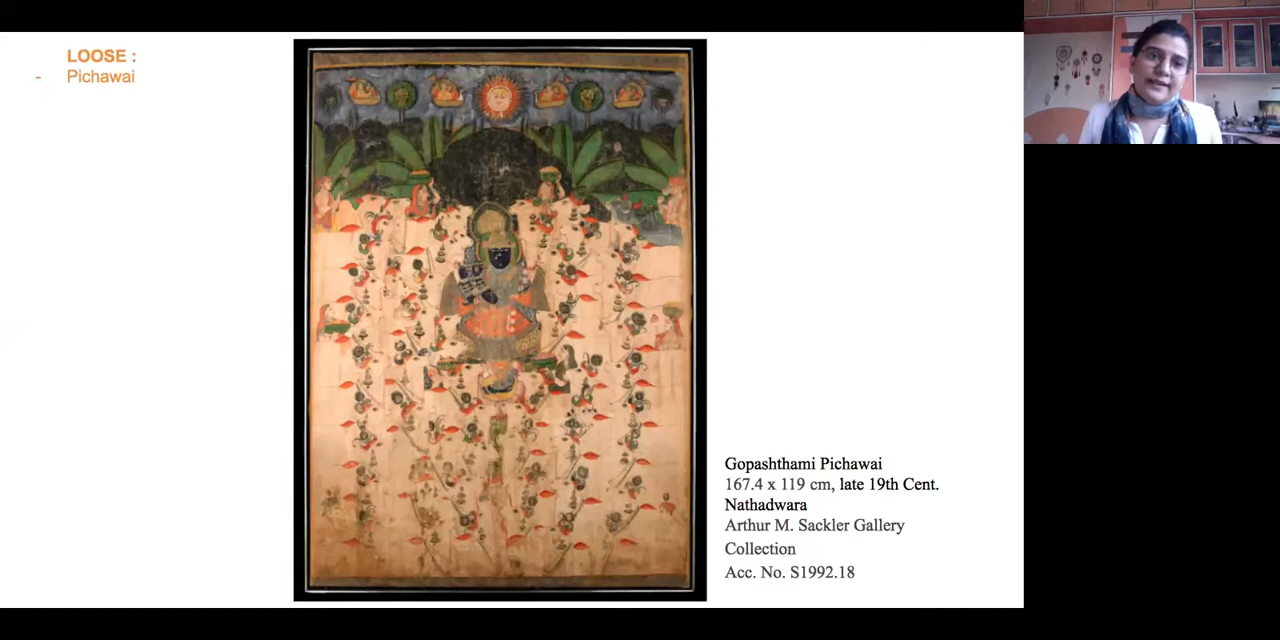 LOOSE :
- Pichawai
Gopashthami Pichawai
167.4 x 119 cm, late 19th Cent.
Nathadwara
Arthur M. Sackler Gallery
Collection
Acc. No. S1992.18